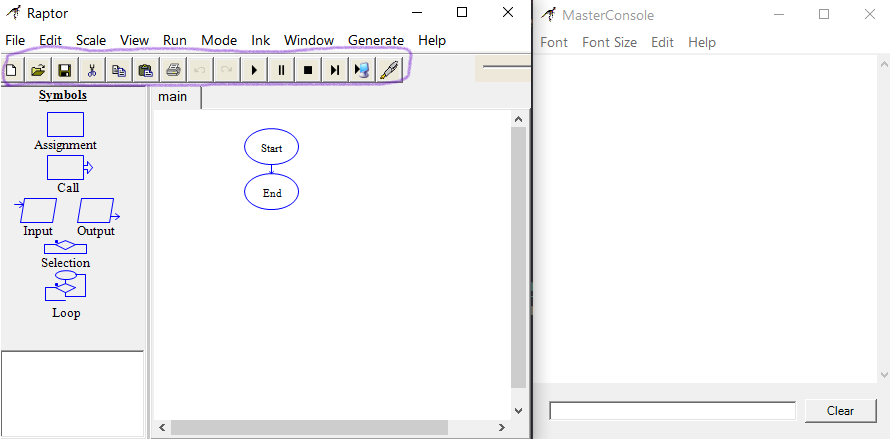 Raptor
File Edit Scale View Run Mode Ink Window Generate Help
Symbols
Assignment
Call
Input Output
Selection
Loop
main
Start
End
MasterConsole
Font Font Size Edit Help
Clear